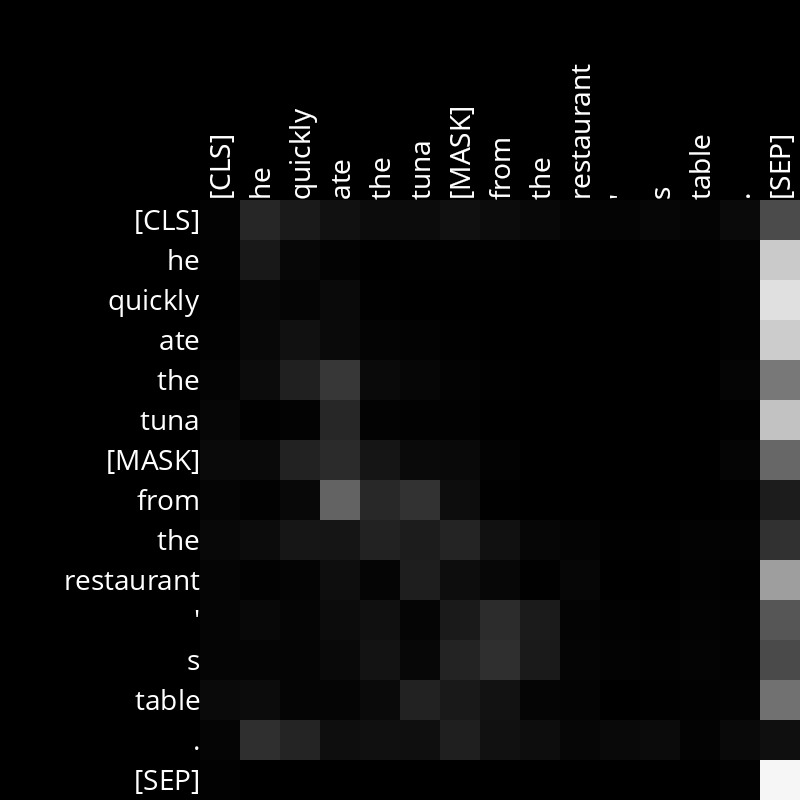 [CLS]
he
quickly
ate
the
tuna
[MASK]
from
the
restaurant
'
s
table
.
[SEP]
[CLS]
he
quickly
ate
the
tuna
[MASK]
from
the
restaurant
'
s
table
.
[SEP]